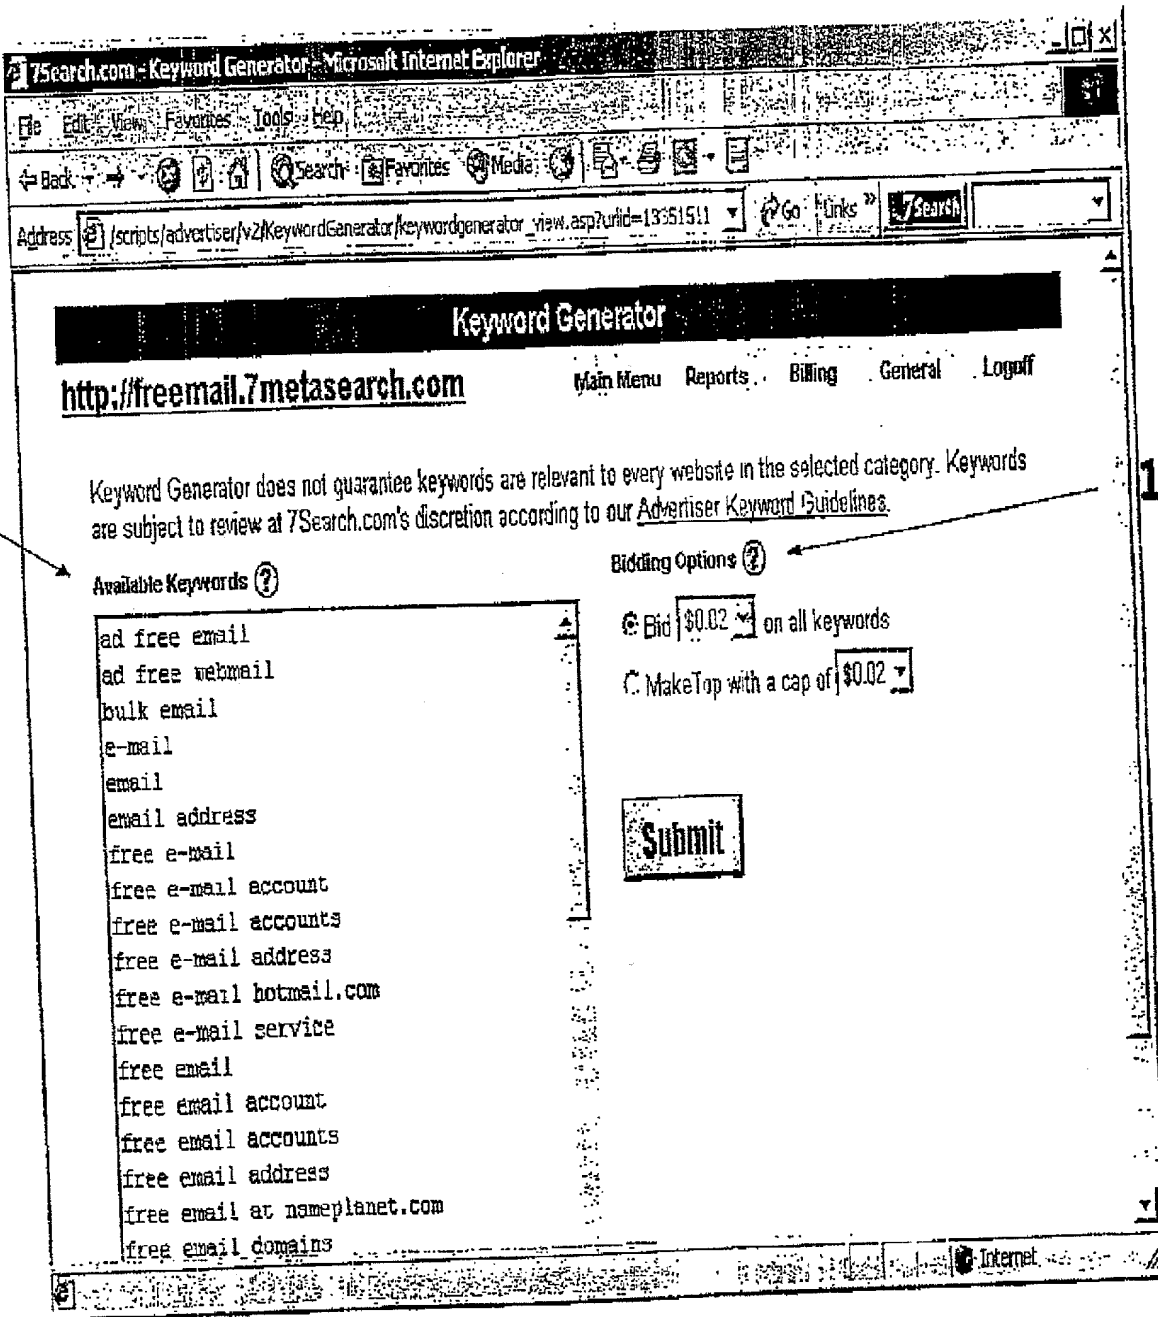 7Search.com - Keyword Generator - Microsoft Internet Explorer
File Edit View Favorites Tools Help
Back Search Favorites Media
Address /scripts/advertiser/v2/KeywordGenerator/keywordgenerator_view.asp?urlid=13351511 Go Links » 7Search
Keyword Generator
http://freemail.7metasearch.com Main Menu Reports Billing General Logoff
Keyword Generator does not guarantee keywords are relevant to every website in the selected category. Keywords
are subject to review at 7Search.com's discretion according to our Advertiser Keyword Guidelines.
1
Available Keywords ?
ad free email
ad free webmail
bulk email
e-mail
email
email address
free e-mail
free e-mail account
free e-mail accounts
free e-mail address
free e-mail hotmail.com
free e-mail service
free email
free email account
free email accounts
free email address
free email at nameplanet.com
free email domains
Bidding Options ?
Bid $0.02 on all keywords
MakeTop with a cap of $0.02
Submit
Internet